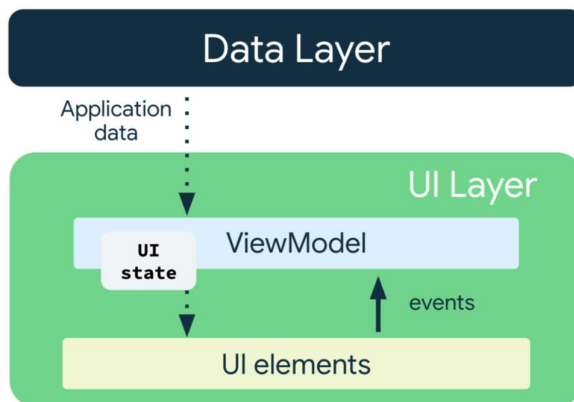 Data Layer
Application
data
UI Layer
ViewModel
UI
state
events
UI elements